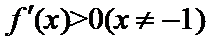 f′(x)>0(x ≠ −1)